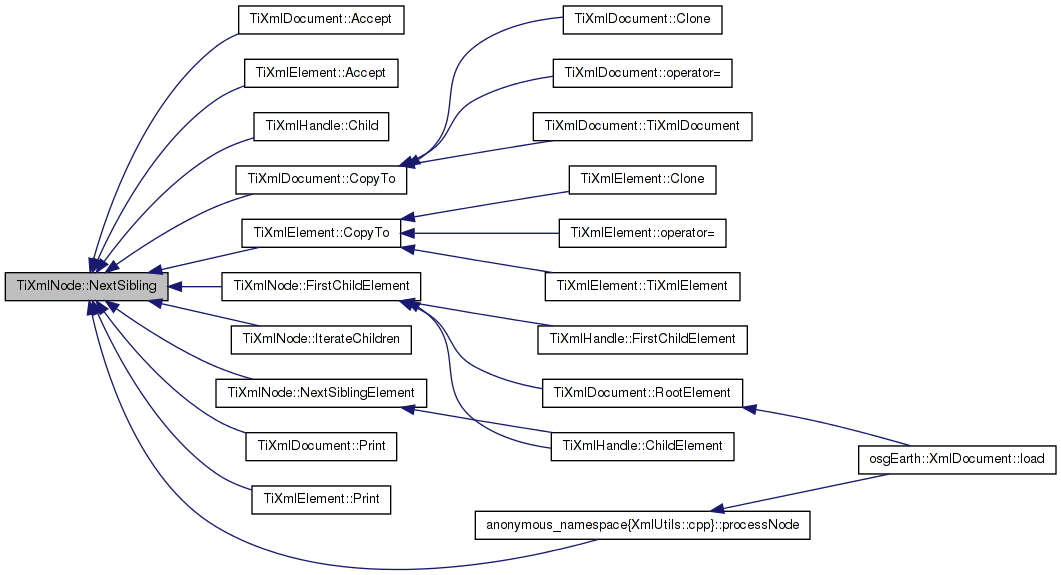 TiXmlNode::NextSibling
TiXmlDocument::Accept
TiXmlElement::Accept
TiXmlHandle::Child
TiXmlDocument::CopyTo
TiXmlElement::CopyTo
TiXmlNode::FirstChildElement
TiXmlNode::IterateChildren
TiXmlNode::NextSiblingElement
TiXmlDocument::Print
TiXmlElement::Print
anonymous_namespace{XmlUtils::cpp}::processNode
TiXmlDocument::Clone
TiXmlDocument::operator=
TiXmlDocument::TiXmlDocument
TiXmlElement::Clone
TiXmlElement::operator=
TiXmlElement::TiXmlElement
TiXmlHandle::FirstChildElement
TiXmlDocument::RootElement
TiXmlHandle::ChildElement
osgEarth::XmlDocument::load